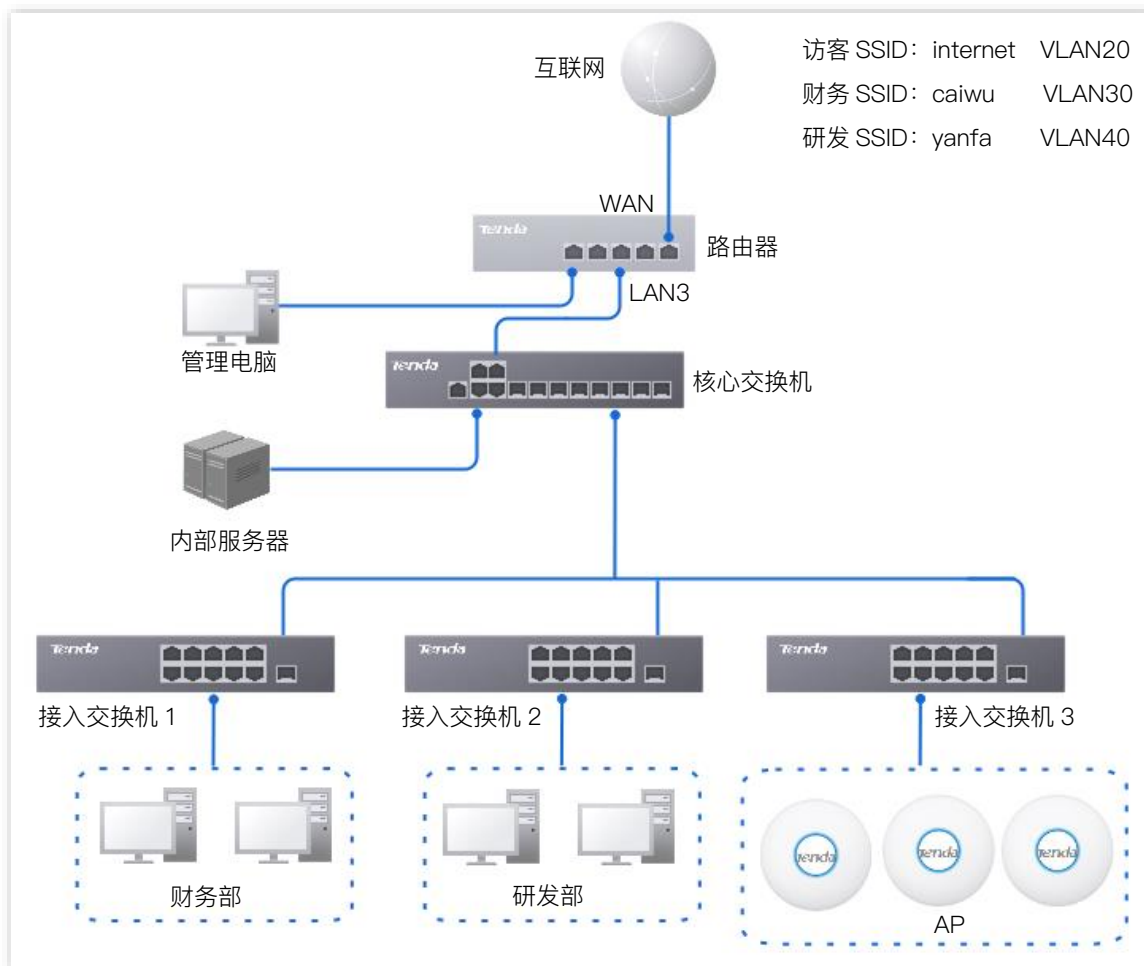 互联网
访客 SSID：internet VLAN20
财务 SSID：caiwu VLAN30
研发 SSID：yanfa VLAN40
WAN
Tenda
路由器
LAN3
管理电脑
Tenda
核心交换机
内部服务器
Tenda
Tenda
Tenda
接入交换机 1
接入交换机 2
接入交换机 3
Tenda
Tenda
Tenda
财务部
研发部
AP